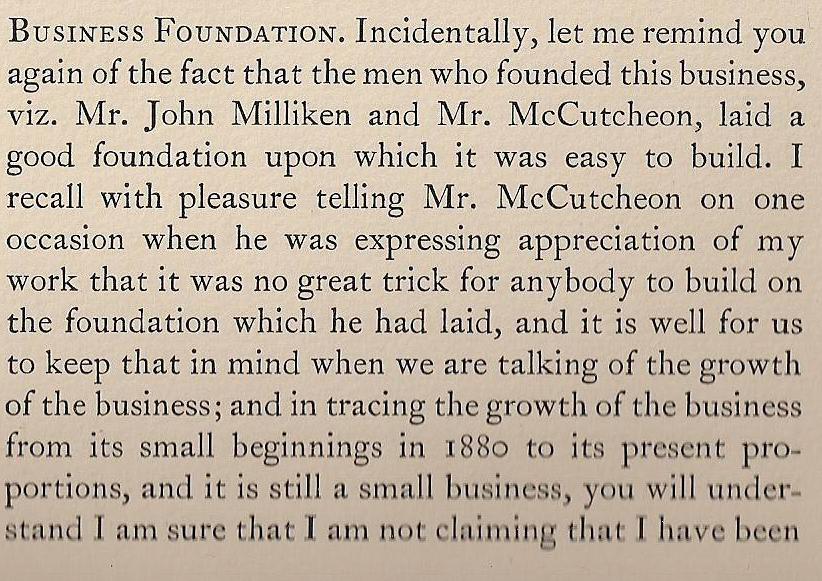 BUSINESS FOUNDATION. Incidentally, let me remind you
again of the fact that the men who founded this business,
viz. Mr. John Milliken and Mr. McCutcheon, laid a
good foundation upon which it was easy to build. I
recall with pleasure telling Mr. McCutcheon on one
occasion when he was expressing appreciation of my
work that it was no great trick for anybody to build on
the foundation which he had laid, and it is well for us
to keep that in mind when we are talking of the growth
of the business; and in tracing the growth of the business
from its small beginnings in 1880 to its present pro-
portions, and it is still a small business, you will under-
stand I am sure that I am not claiming that I have been